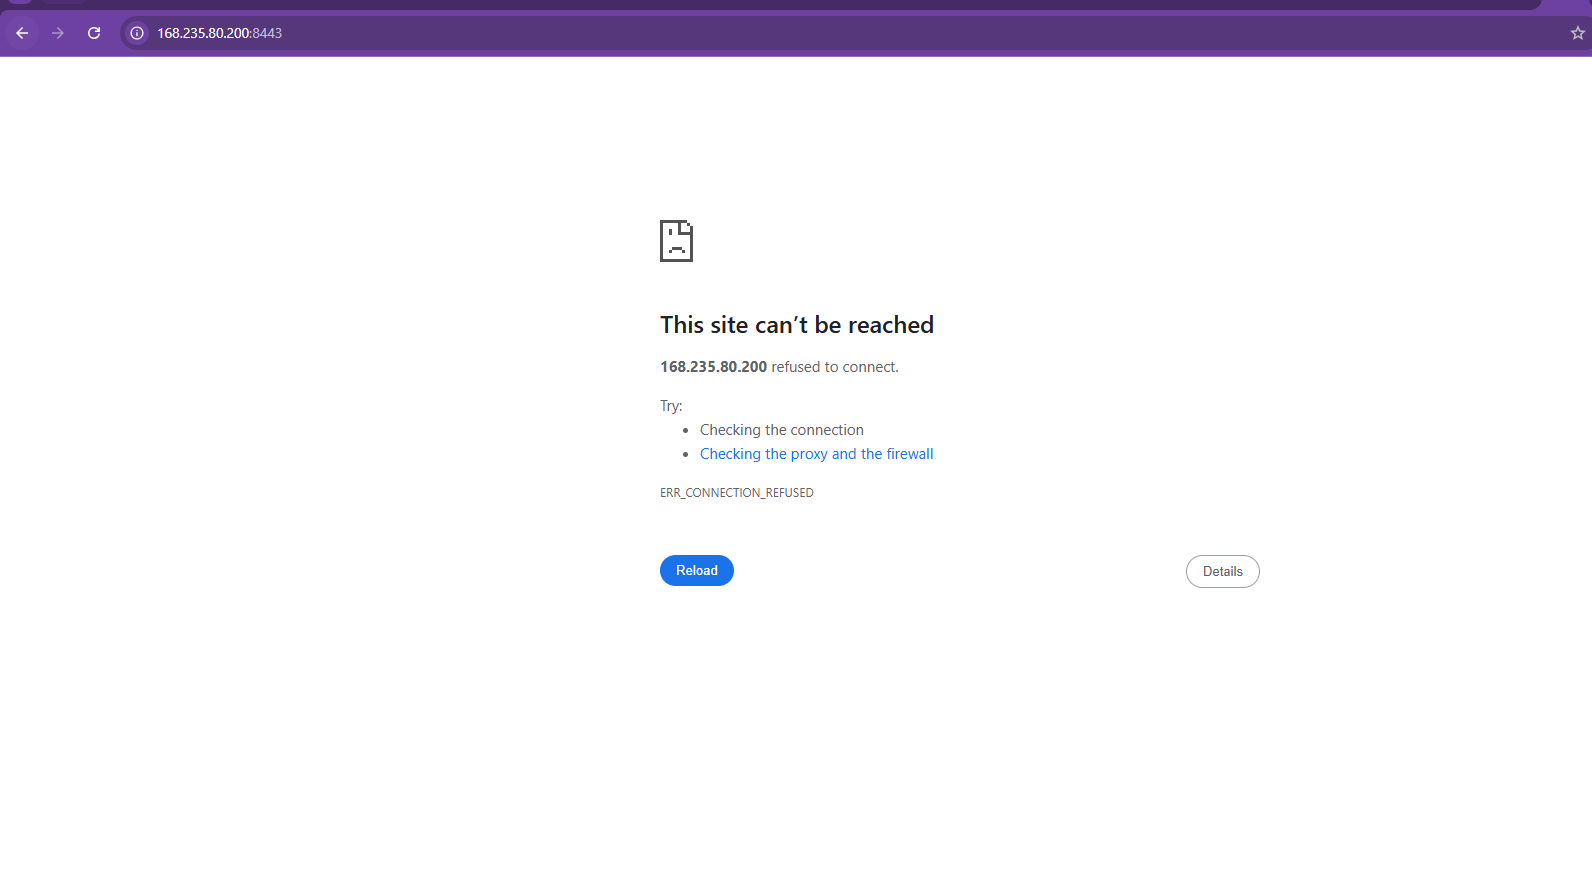 168.235.80.200:8443
This site can’t be reached
168.235.80.200 refused to connect.
Try:
• Checking the connection
• Checking the proxy and the firewall
ERR_CONNECTION_REFUSED
Reload Details